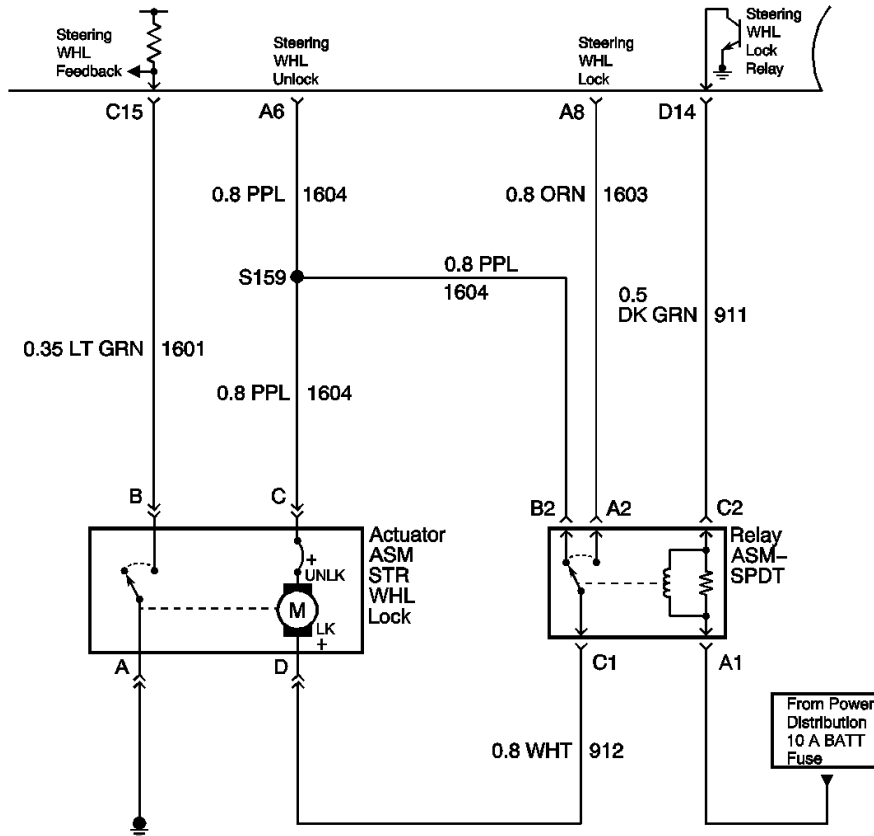 Steering
WHL
Feedback
Steering
WHL
Unlock
Steering
WHL
Lock
Steering
WHL
Lock
Relay
C15
A6
A8
D14
0.8 PPL 1604
0.8 ORN 1603
S159
0.8 PPL
1604
0.5
DK GRN 911
0.35 LT GRN 1601
0.8 PPL 1604
B
C
B2
A2
C2
Actuator
ASM
STR
WHL
Lock
+
UNLK
M
LK
+
Relay
ASM–
SPDT
A
D
C1
A1
0.8 WHT 912
From Power
Distribution
10 A BATT
Fuse